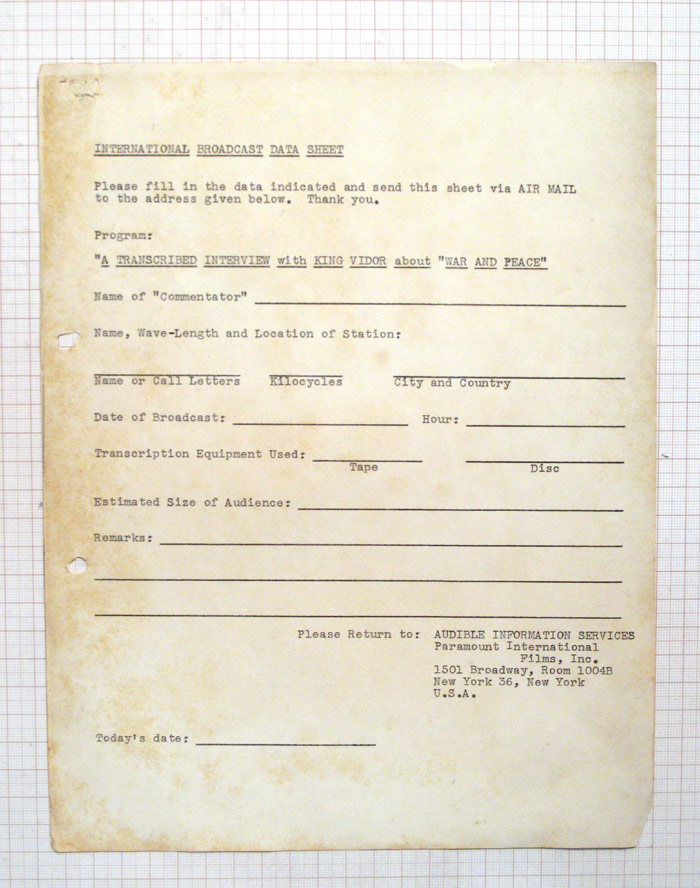 INTERNATIONAL BROADCAST DATA SHEET
Please fill in the data indicated and send this sheet via AIR MAIL
to the address given below. Thank you.
Program:
"A TRANSCRIBED INTERVIEW with KING VIDOR about "WAR AND PEACE"
Name of "Commentator"
Name, Wave-Length and Location of Station:
Name or Call Letters Kilocycles City and Country
Date of Broadcast: Hour:
Transcription Equipment Used:
Tape Disc
Estimated Size of Audience:
Remarks:
Please Return to: AUDIBLE INFORMATION SERVICES
Paramount International
Films, Inc.
1501 Broadway, Room 1004B
New York 36, New York
U.S.A.
Today's date: